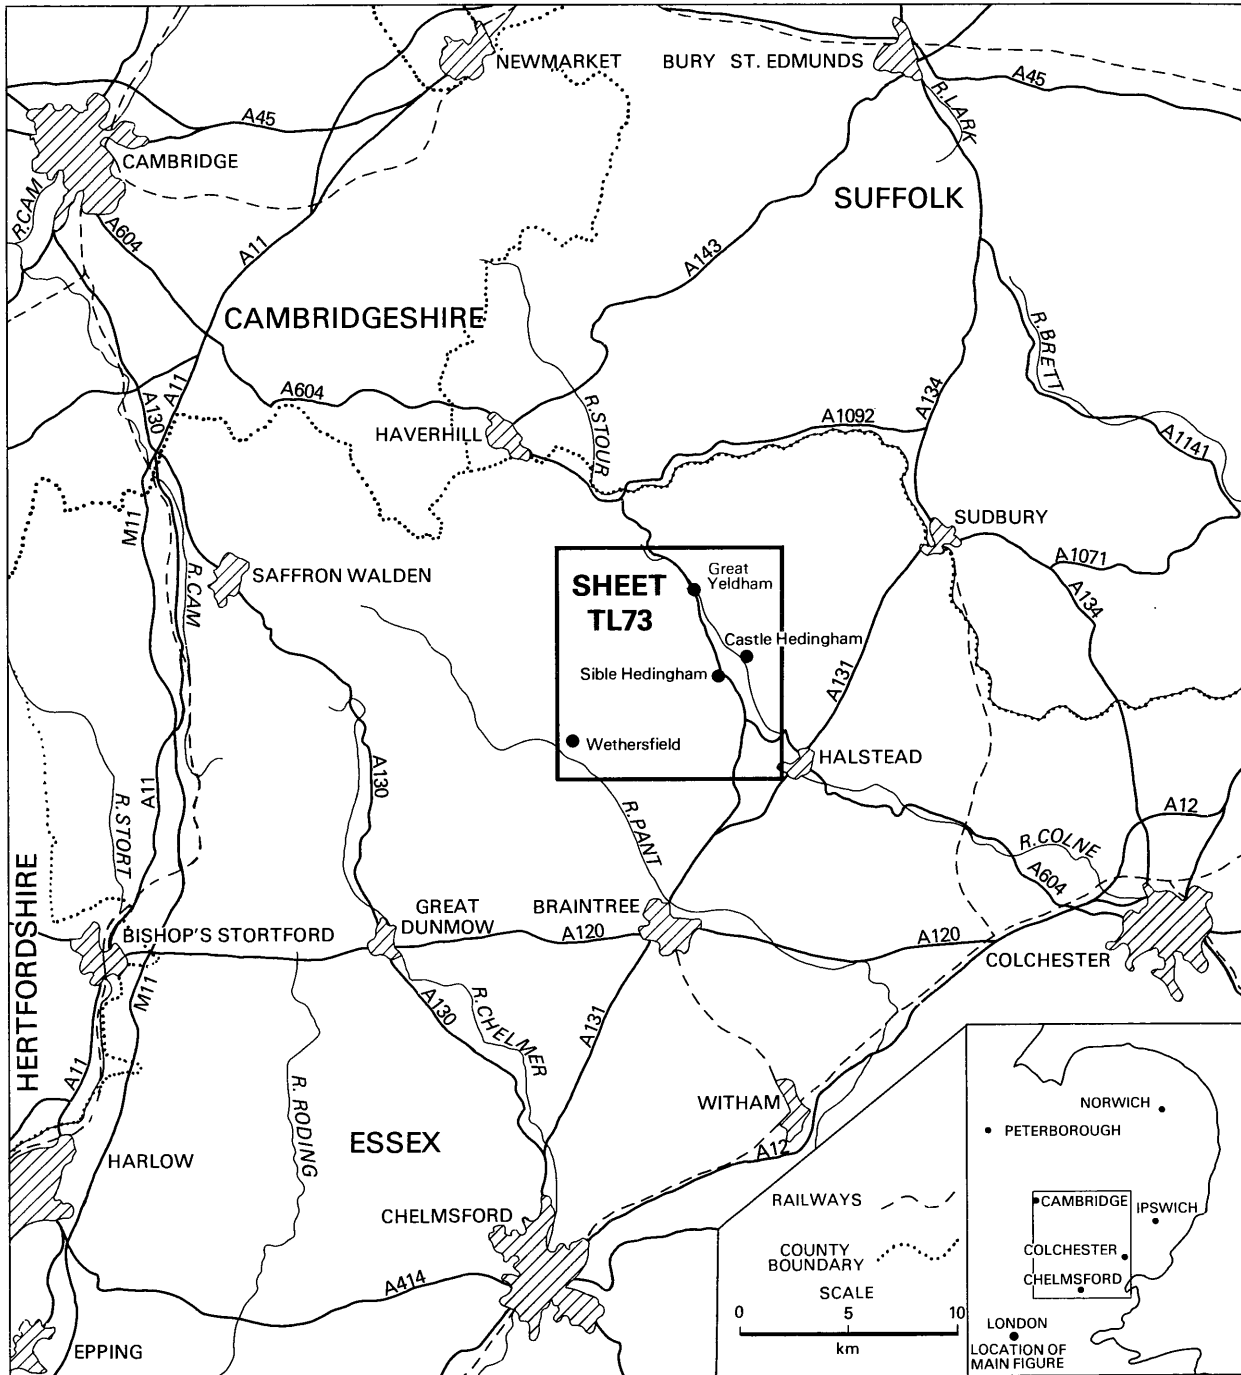 NEWMARKET
BURY ST. EDMUNDS
A45
R.LARK
A45
CAMBRIDGE
R.CAM
SUFFOLK
A604
A11
A143
CAMBRIDGESHIRE
R.BRETT
A130
A11
A604
R.STOUR
A1092
A134
HAVERHILL
A1141
M11
SUDBURY
R.CAM
SAFFRON WALDEN
A1071
SHEET
TL73
Great
Yeldham
A134
Castle Hedingham
Sible Hedingham
A131
Wethersfield
HALSTEAD
A130
A11
R.STORT
R.PANT
A12
R.COLNE
A604
HERTFORDSHIRE
GREAT
DUNMOW
BRAINTREE
BISHOP'S STORTFORD
A120
A120
COLCHESTER
M11
A130
R.CHELMER
A131
A11
R. RODING
WITHAM
NORWICH
PETERBOROUGH
ESSEX
A12
HARLOW
RAILWAYS
CAMBRIDGE
IPSWICH
CHELMSFORD
COUNTY
BOUNDARY
COLCHESTER
CHELMSFORD
A414
SCALE
0 5 10
km
LONDON
LOCATION OF
MAIN FIGURE
EPPING